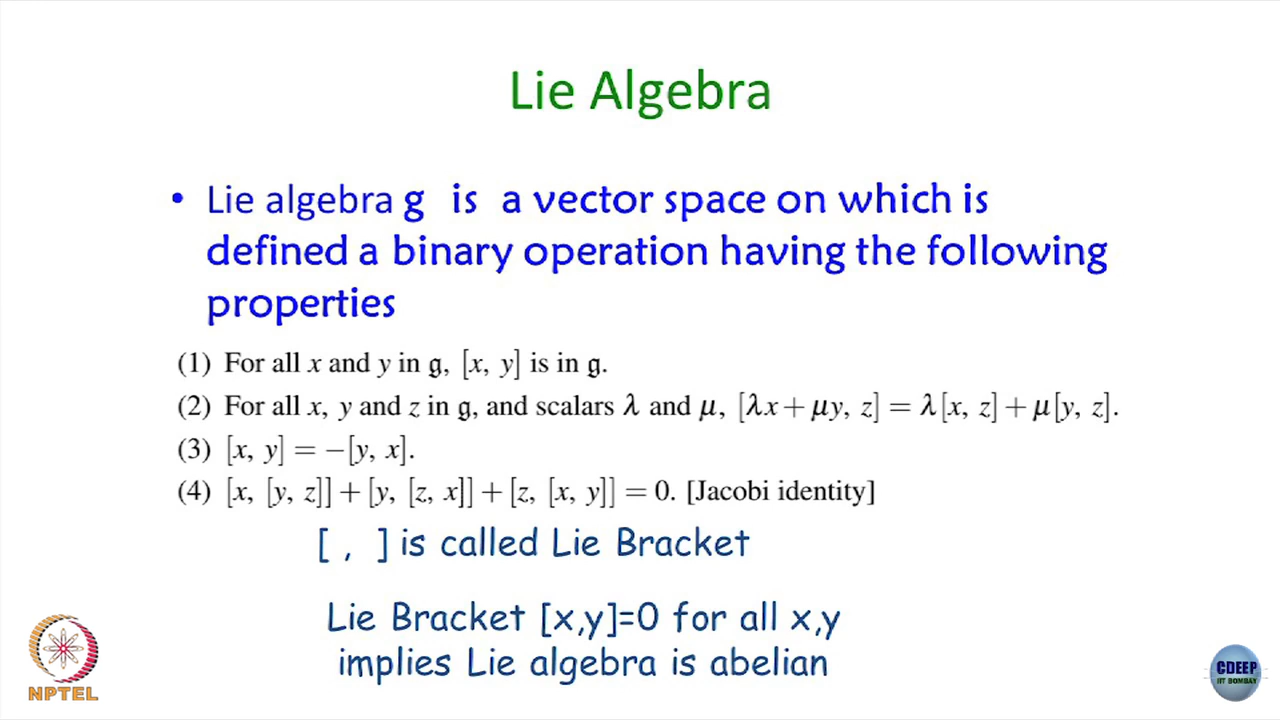 Lie Algebra
• Lie algebra g is a vector space on which is
defined a binary operation having the following
properties
(1) For all x and y in 𝔤, [x, y] is in 𝔤.
(2) For all x, y and z in 𝔤, and scalars λ and μ, [λx + μy, z] = λ[x, z] + μ[y, z].
(3) [x, y] = −[y, x].
(4) [x, [y, z]] + [y, [z, x]] + [z, [x, y]] = 0. [Jacobi identity]
[ , ] is called Lie Bracket
Lie Bracket [x,y]=0 for all x,y
implies Lie algebra is abelian
NPTEL
CDEEP
IIT BOMBAY